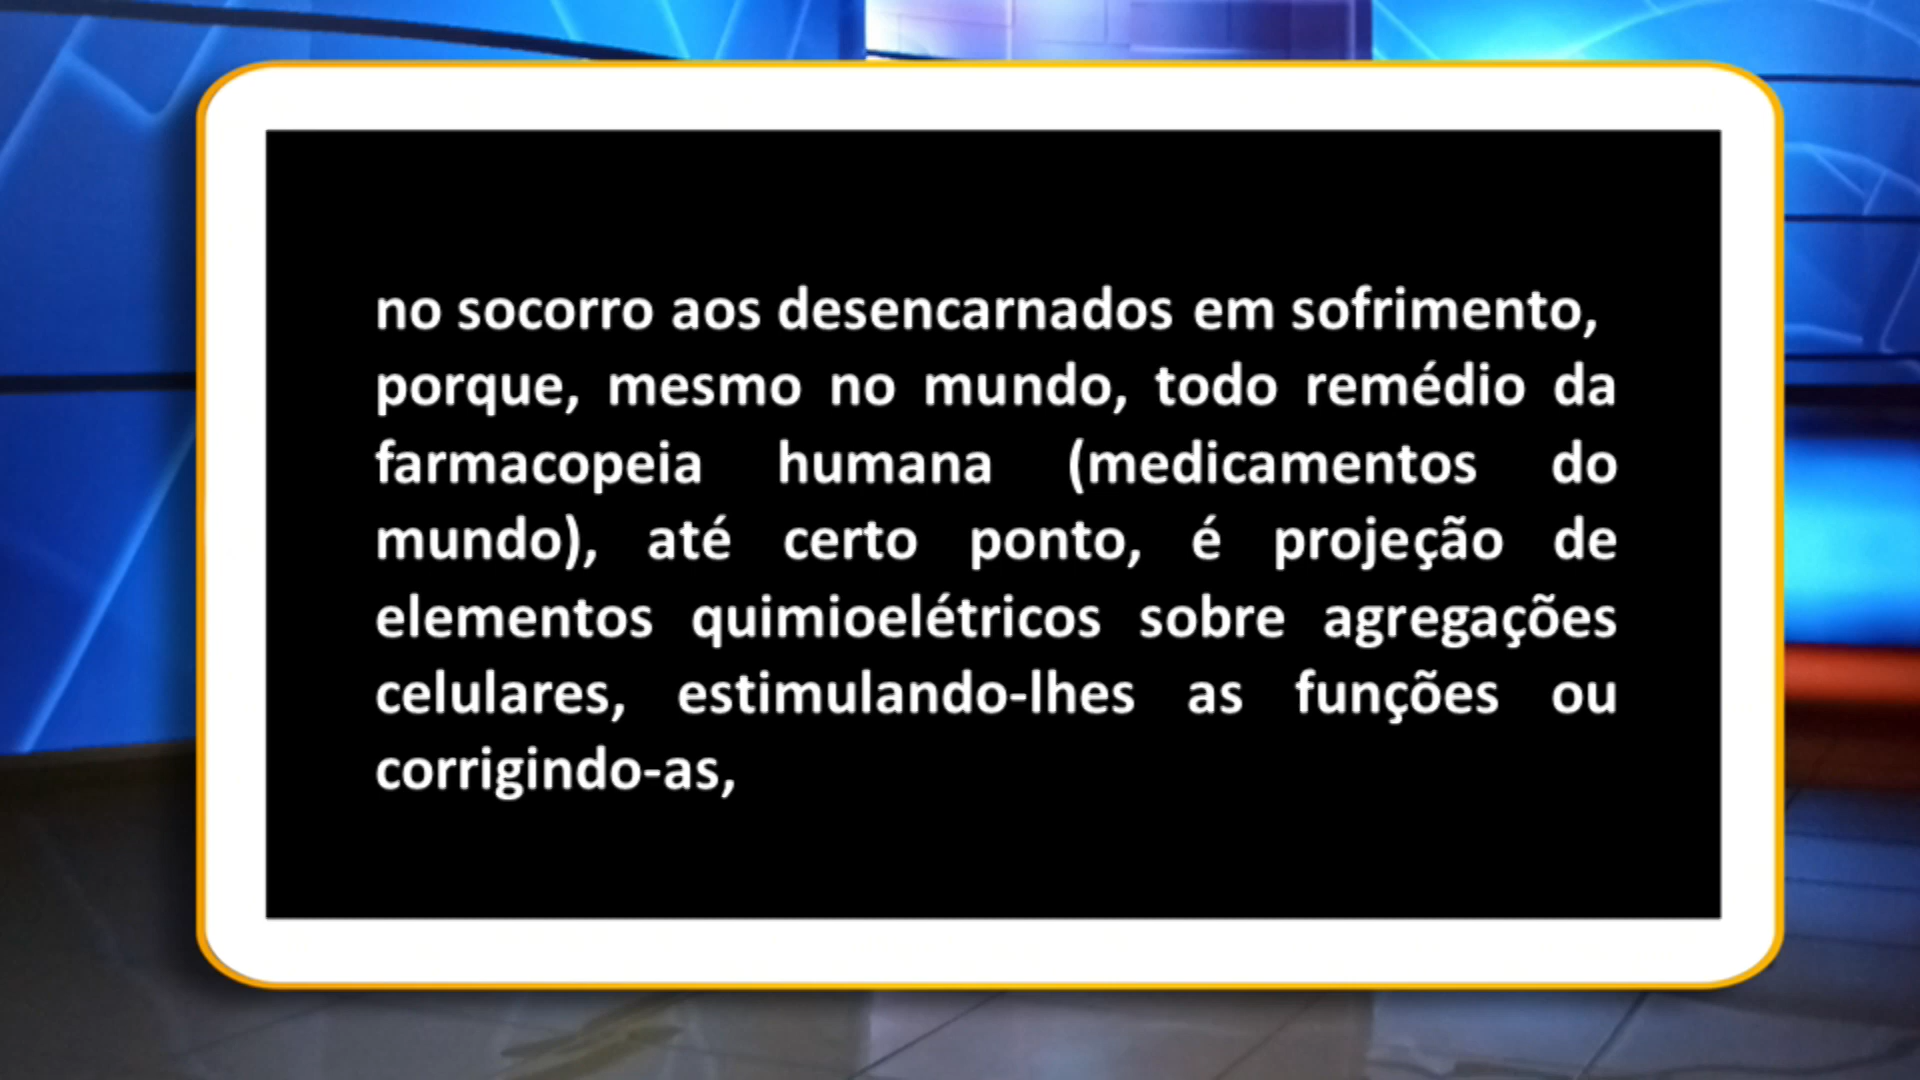 no socorro aos desencarnados em sofrimento,
porque, mesmo no mundo, todo remédio da
farmacopeia humana (medicamentos do
mundo), até certo ponto, é projeção de
elementos quimioelétricos sobre agregações
celulares, estimulando-lhes as funções ou
corrigindo-as,